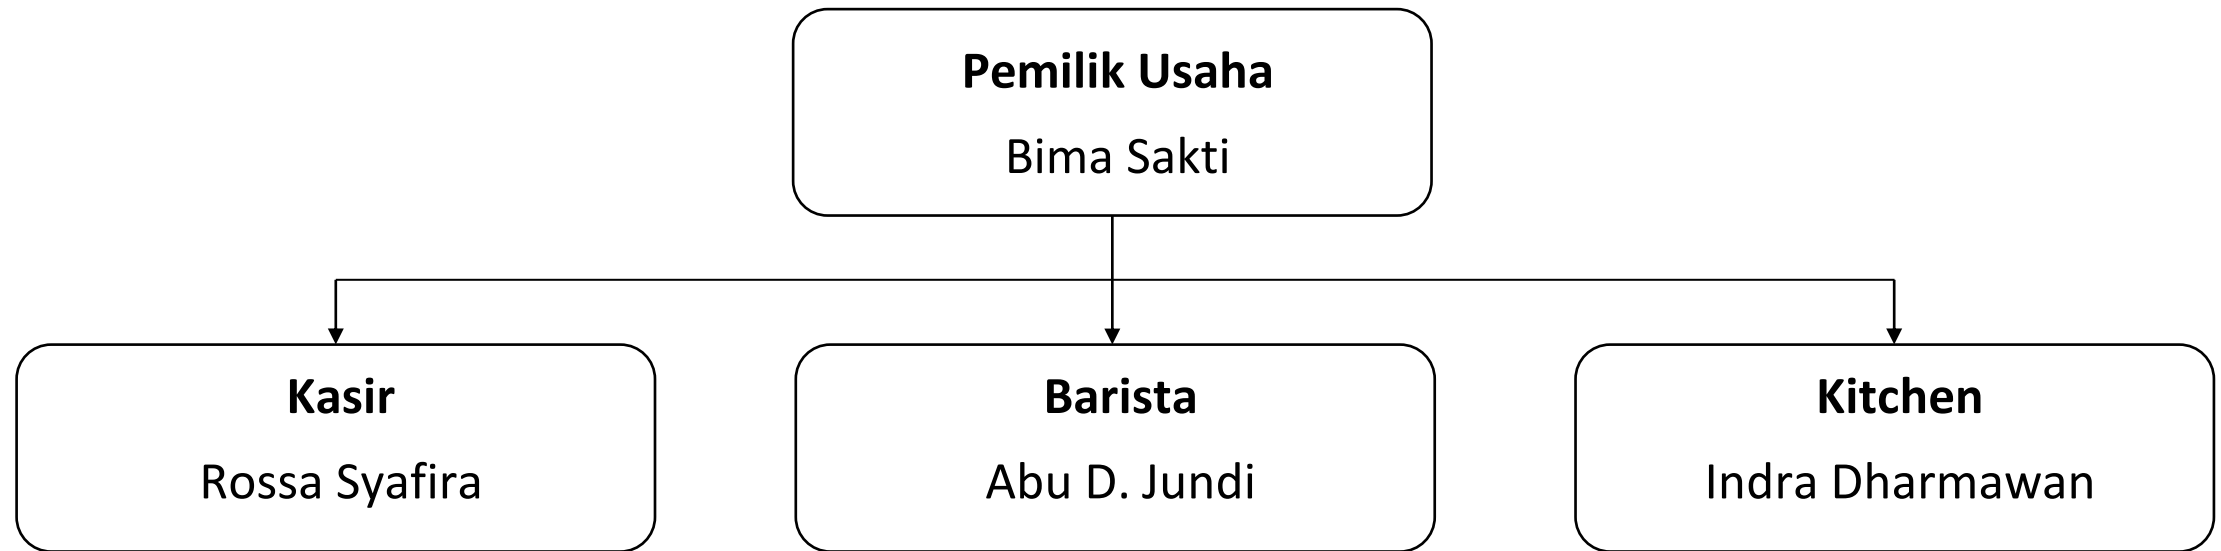 Pemilik Usaha
Bima Sakti
Kasir
Rossa Syafira
Barista
Abu D. Jundi
Kitchen
Indra Dharmawan